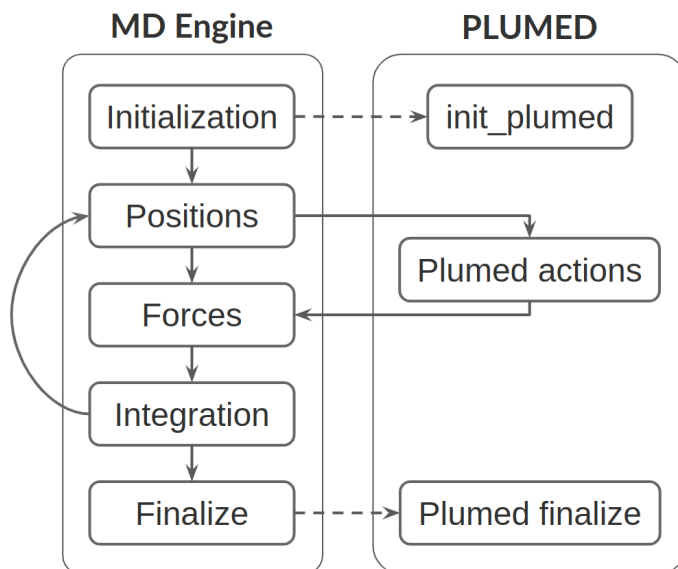 MD Engine
PLUMED
Initialization
init_plumed
Positions
Plumed actions
Forces
Integration
Finalize
Plumed finalize